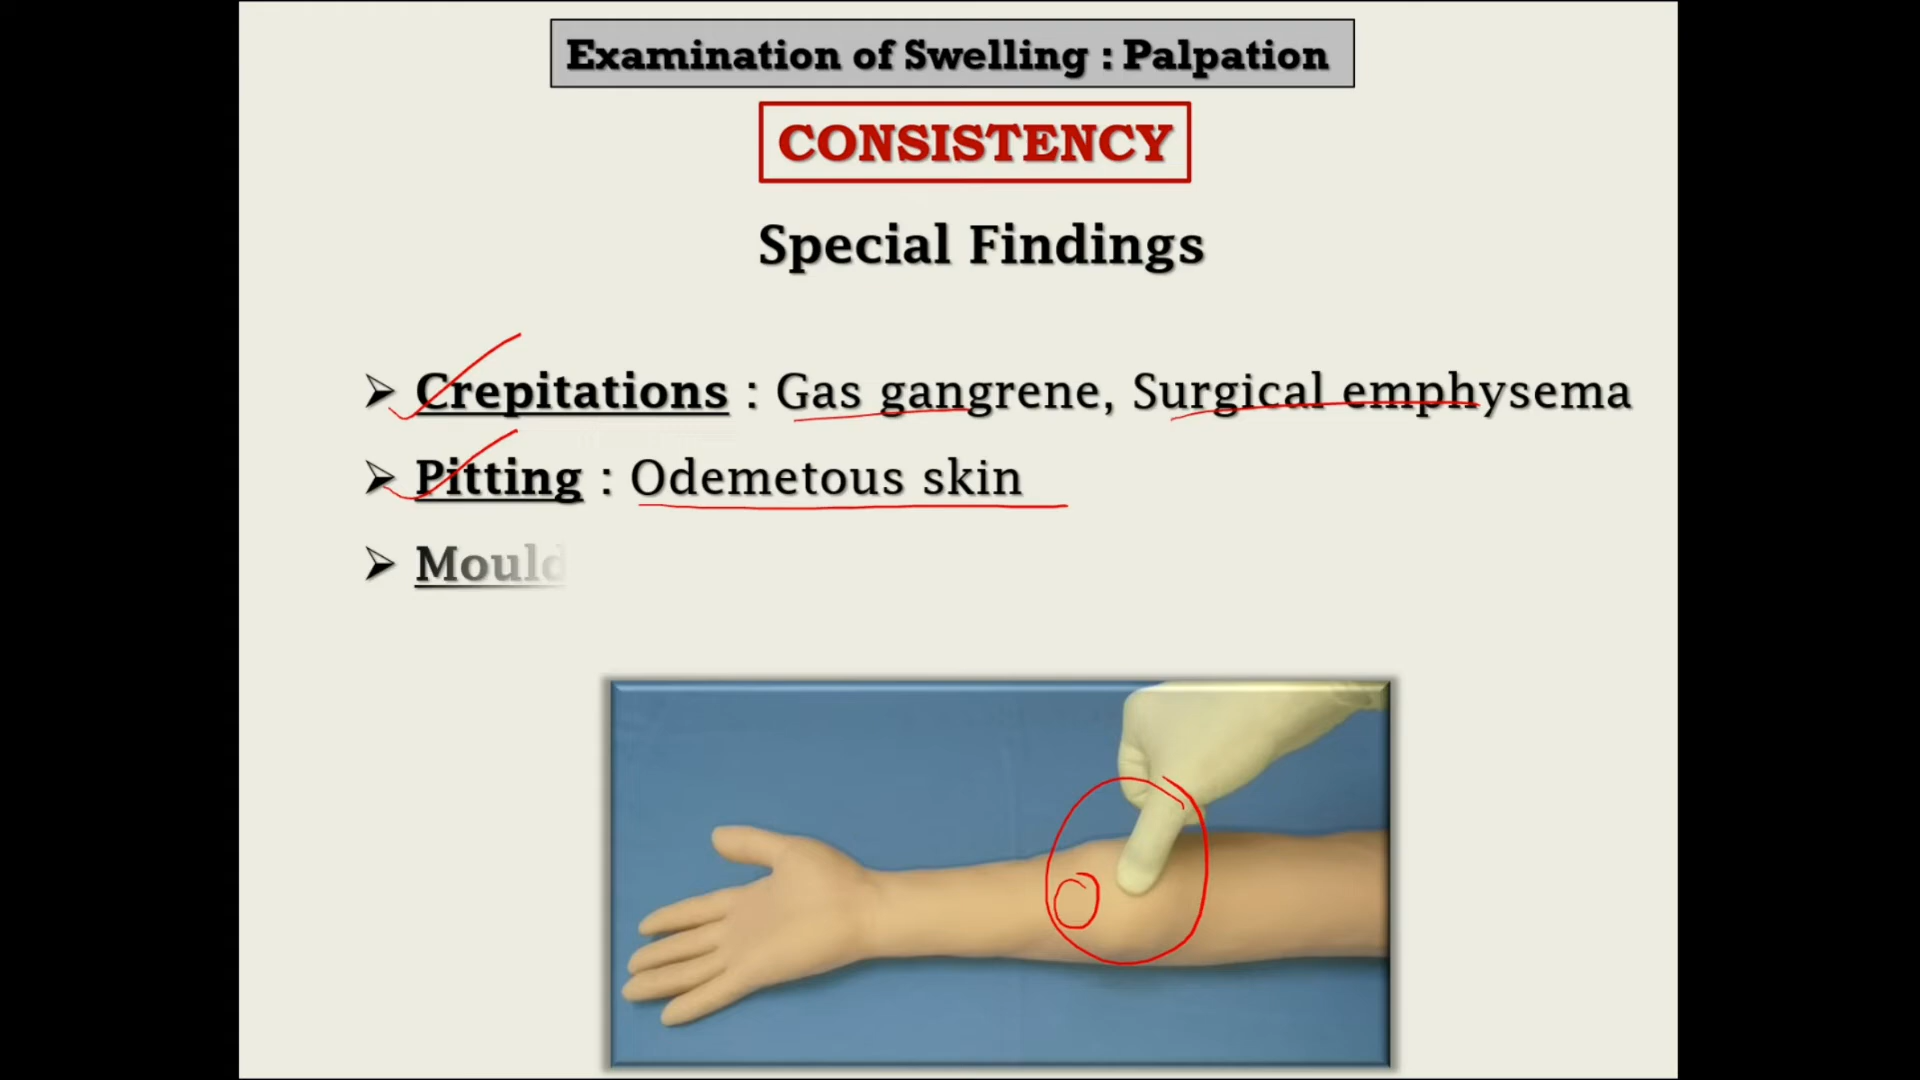 Examination of Swelling : Palpation
CONSISTENCY
Special Findings
➢ Crepitations : Gas gangrene, Surgical emphysema
➢ Pitting : Odemetous skin
➢ Mould